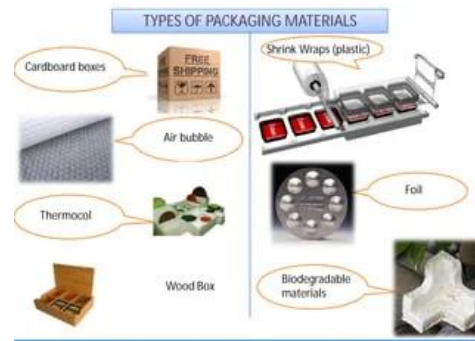 TYPES OF PACKAGING MATERIALS
Cardboard boxes
FREE
SHIPPING
Air bubble
Thermocol
Wood Box
Shrink Wraps (plastic)
Foil
Biodegradable
materials